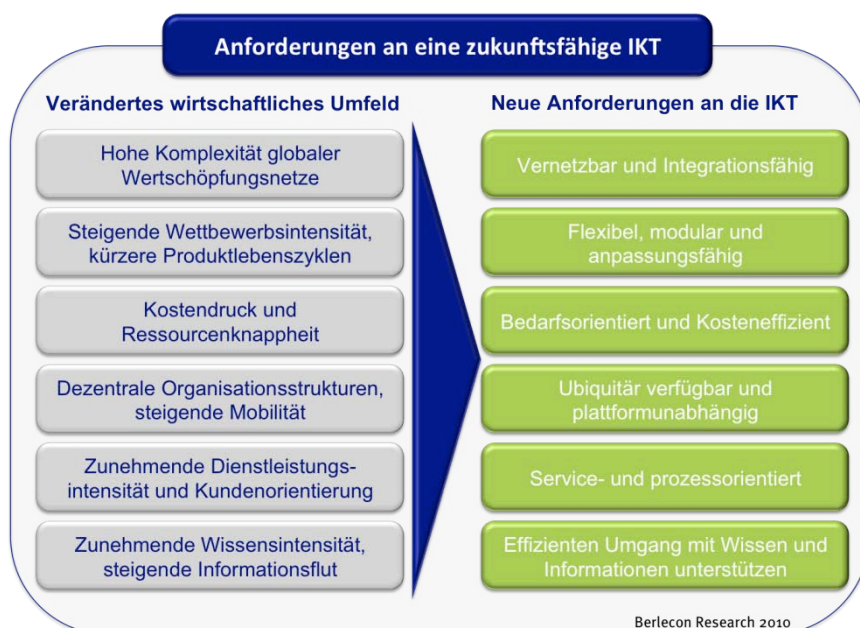 Anforderungen an eine zukunftsfähige IKT
Verändertes wirtschaftliches Umfeld
Hohe Komplexität globaler
Wertschöpfungsnetze
Steigende Wettbewerbsintensität,
kürzere Produktlebenszyklen
Kostendruck und
Ressourcenknappheit
Dezentrale Organisationsstrukturen,
steigende Mobilität
Zunehmende Dienstleistungs-
intensität und Kundenorientierung
Zunehmende Wissensintensität,
steigende Informationsflut
Neue Anforderungen an die IKT
Vernetzbar und Integrationsfähig
Flexibel, modular und
anpassungsfähig
Bedarfsorientiert und Kosteneffizient
Ubiquitär verfügbar und
plattformunabhängig
Service- und prozessorientiert
Effizienten Umgang mit Wissen und
Informationen unterstützen
Berlecon Research 2010